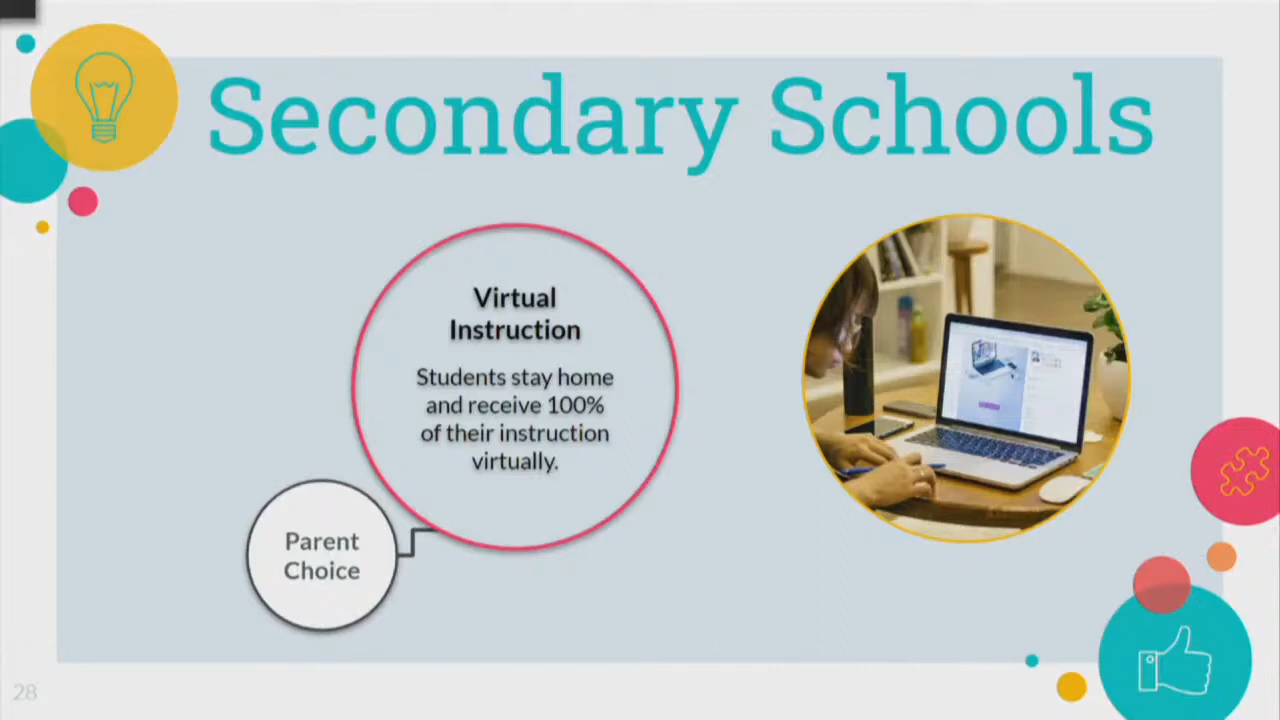 Secondary Schools
Virtual
Instruction
Students stay home
and receive 100%
of their instruction
virtually.
Parent
Choice
28